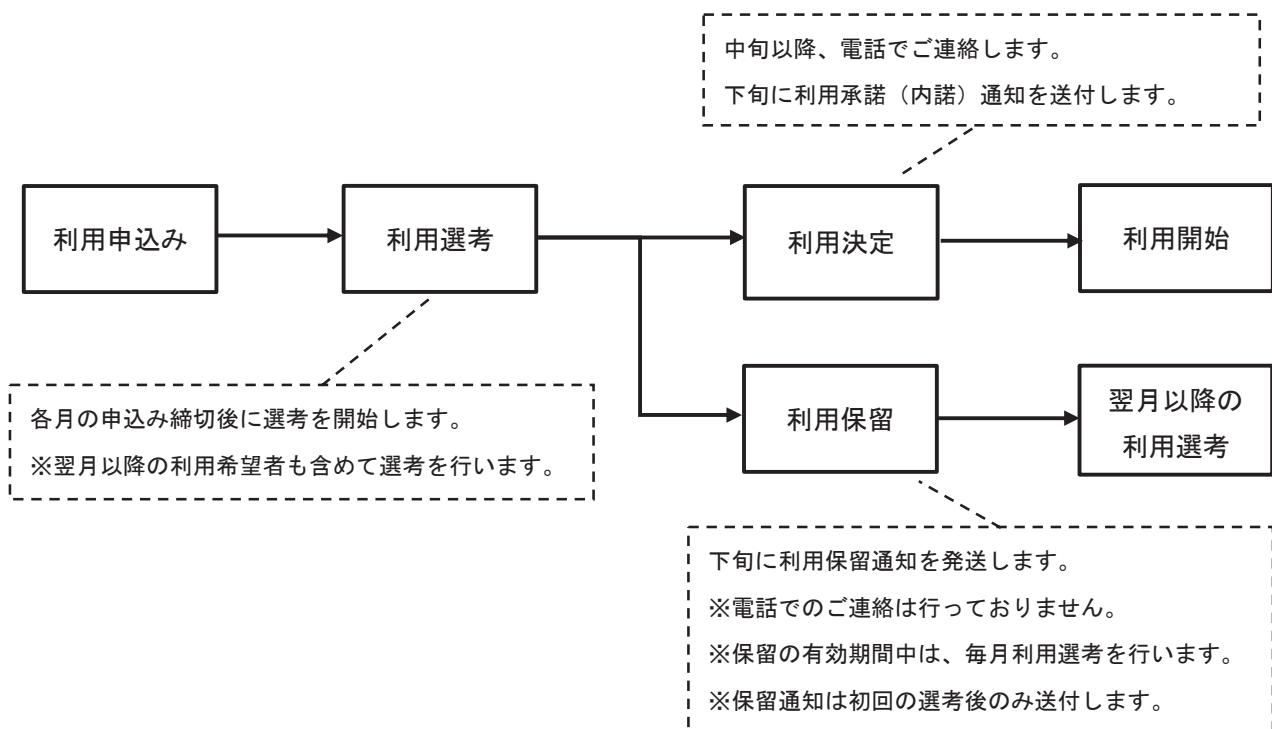 中旬以降、電話でご連絡します。
下旬に利用承諾（内諾）通知を送付します。
利用申込み
利用選考
利用決定
利用開始
各月の申込み締切後に選考を開始します。
※翌月以降の利用希望者も含めて選考を行います。
利用保留
翌月以降の
利用選考
下旬に利用保留通知を発送します。
※電話でのご連絡は行っておりません。
※保留の有効期間中は、毎月利用選考を行います。
※保留通知は初回の選考後のみ送付します。